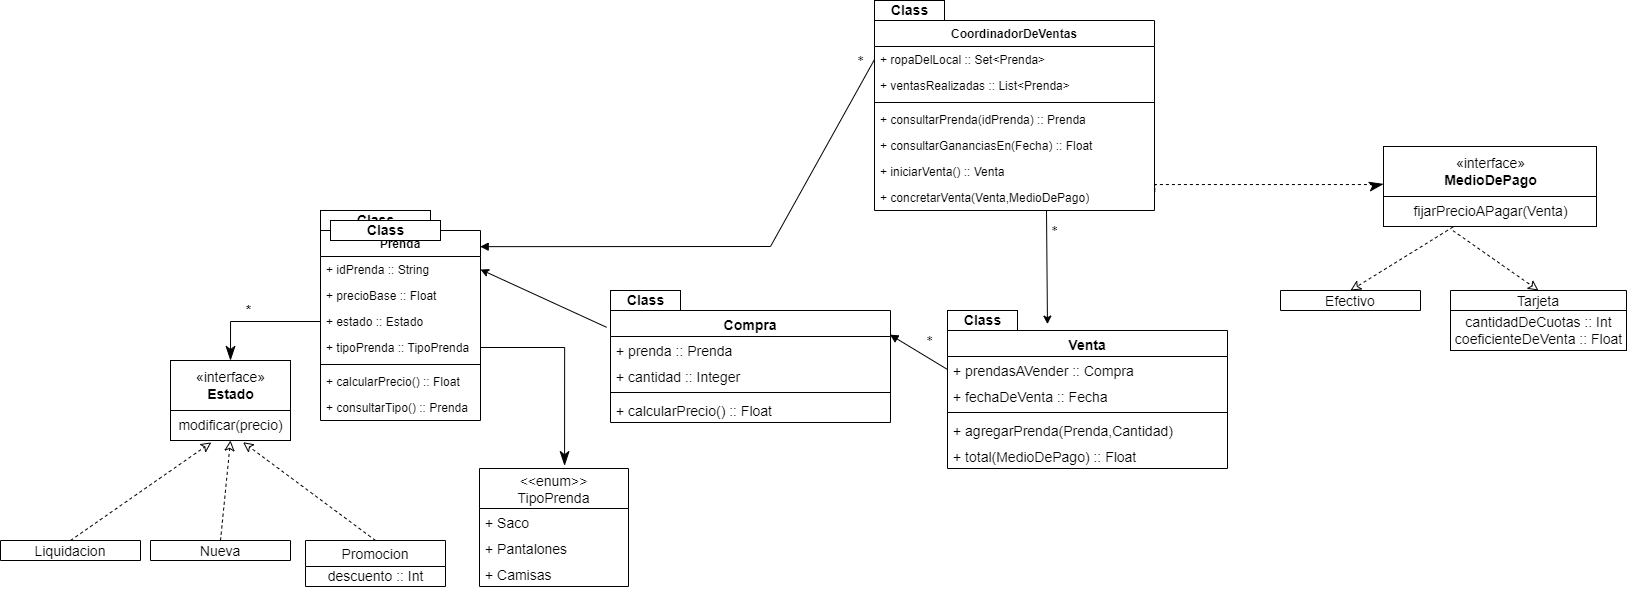 Class
CoordinadorDeVentas
+ ropaDelLocal :: Set<Prenda>
+ ventasRealizadas :: List<Prenda>
+ consultarPrenda(idPrenda) :: Prenda
+ consultarGananciasEn(Fecha) :: Float
+ iniciarVenta() :: Venta
+ concretarVenta(Venta,MedioDePago)
*
*
«interface»
MedioDePago
fijarPrecioAPagar(Venta)
Efectivo
Tarjeta
cantidadDeCuotas :: Int
coeficienteDeVenta :: Float
Class
Class
Prenda
+ idPrenda :: String
+ precioBase :: Float
+ estado :: Estado
+ tipoPrenda :: TipoPrenda
+ calcularPrecio() :: Float
+ consultarTipo() :: Prenda
*
«interface»
Estado
modificar(precio)
Class
Compra
+ prenda :: Prenda
+ cantidad :: Integer
+ calcularPrecio() :: Float
*
Class
Venta
+ prendasAVender :: Compra
+ fechaDeVenta :: Fecha
+ agregarPrenda(Prenda,Cantidad)
+ total(MedioDePago) :: Float
<<enum>>
TipoPrenda
+ Saco
+ Pantalones
+ Camisas
Liquidacion
Nueva
Promocion
descuento :: Int